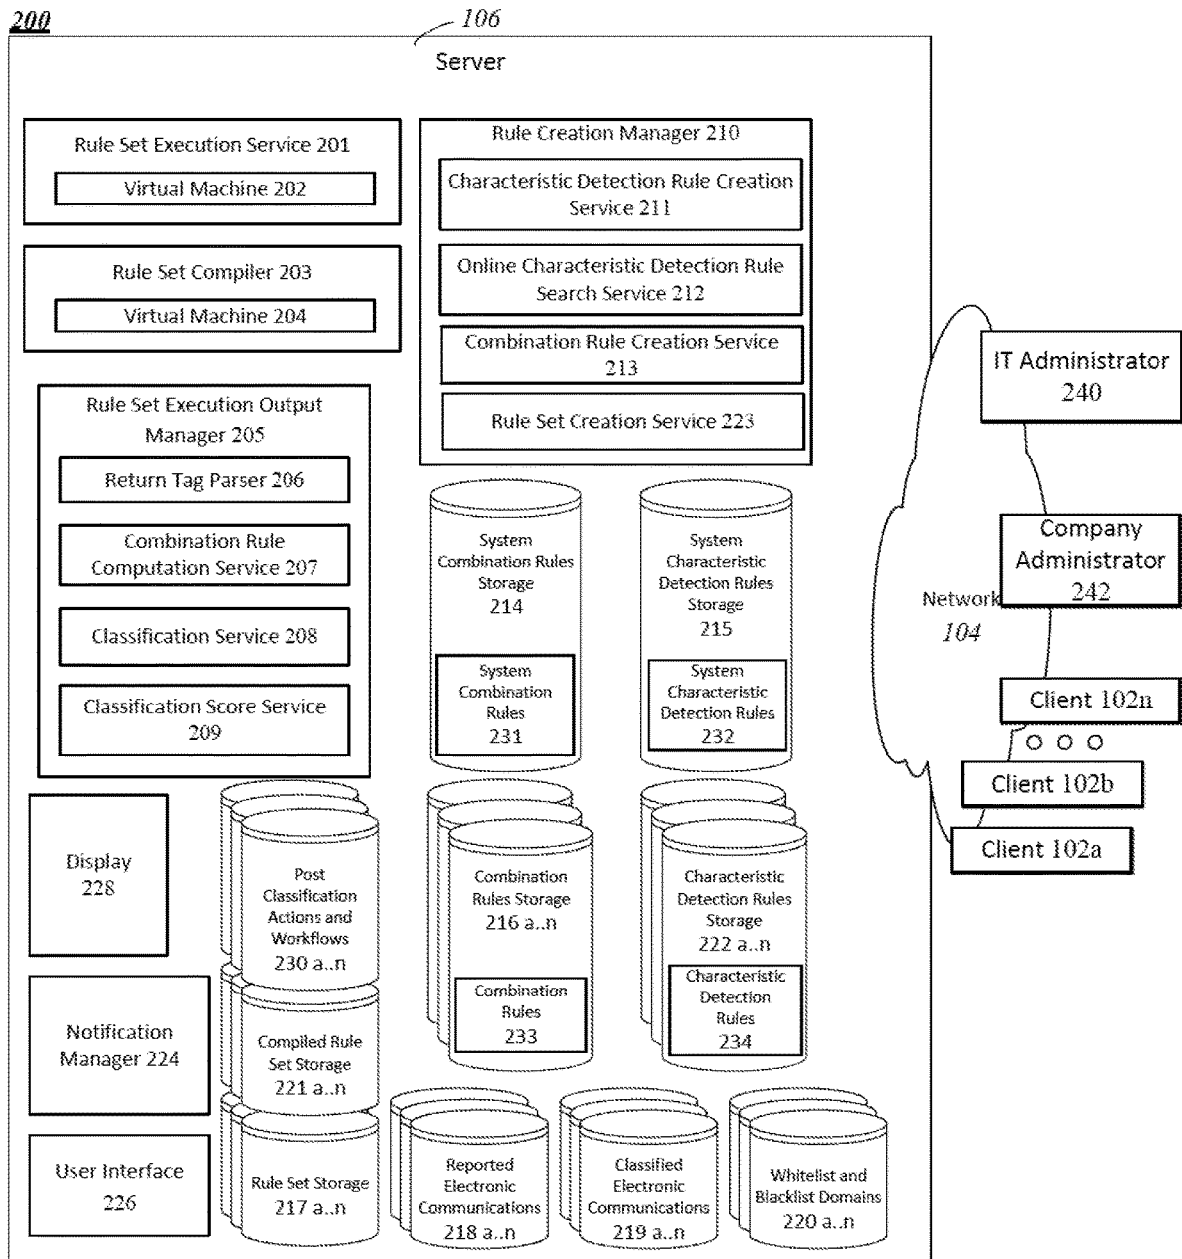 200
106
Server
Rule Set Execution Service 201
Virtual Machine 202
Rule Set Compiler 203
Virtual Machine 204
Rule Set Execution Output
Manager 205
Return Tag Parser 206
Combination Rule
Computation Service 207
Classification Service 208
Classification Score Service
209
Rule Creation Manager 210
Characteristic Detection Rule Creation
Service 211
Online Characteristic Detection Rule
Search Service 212
Combination Rule Creation Service
213
Rule Set Creation Service 223
System
Combination Rules
Storage
214
System
Combination
Rules
231
System
Characteristic
Detection Rules
Storage
215
System
Characteristic
Detection Rules
232
IT Administrator
240
Company
Administrator
242
Network
104
Client 102n
Client 102b
Client 102a
Display
228
Notification
Manager 224
User Interface
226
Post
Classification
Actions and
Workflows
230 a..n
Compiled Rule
Set Storage
221 a..n
Rule Set Storage
217 a..n
Combination
Rules Storage
216 a..n
Combination
Rules
233
Characteristic
Detection Rules
Storage
222 a..n
Characteristic
Detection
Rules
234
Reported
Electronic
Communications
218 a..n
Classified
Electronic
Communications
219 a..n
Whitelist and
Blacklist Domains
220 a..n